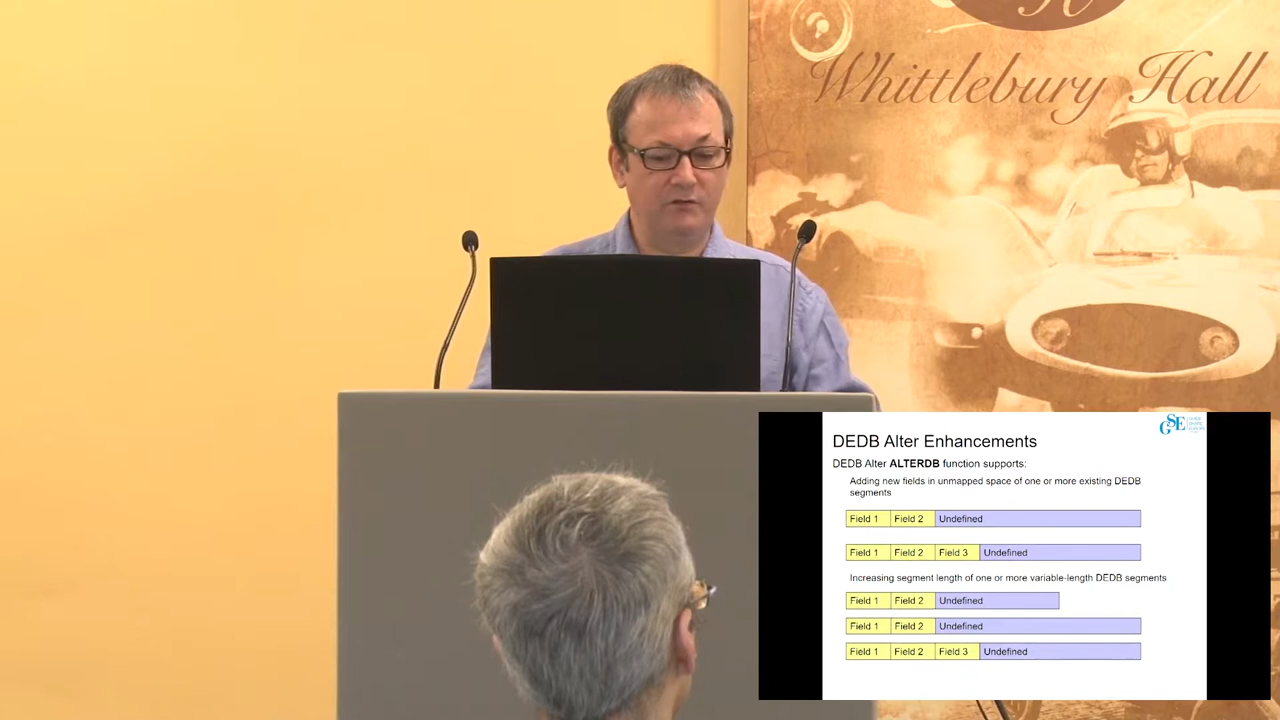 H
Whittlebury Hall
GSE
DEDB Alter Enhancements
DEDB Alter ALTERDB function supports:
Adding new fields in unmapped space of one or more existing DEDB
segments
Field 1 Field 2 Undefined
Field 1 Field 2 Field 3 Undefined
Increasing segment length of one or more variable-length DEDB segments
Field 1 Field 2 Undefined
Field 1 Field 2 Undefined
Field 1 Field 2 Field 3 Undefined